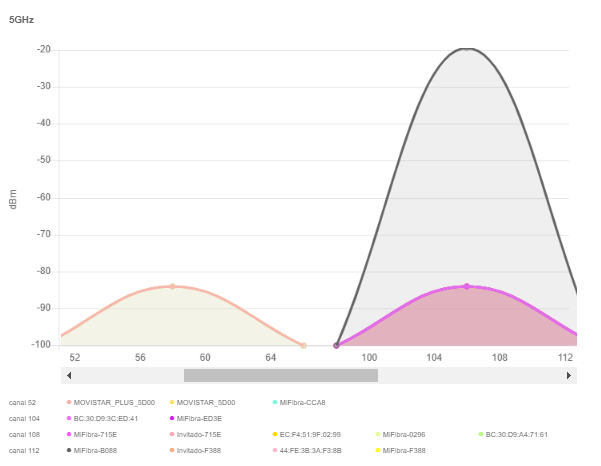 5GHz
-20
-30
-40
-50
-60
-70
-80
-90
-100
dBm
52 56 60 64 100 104 108 112
canal 52 MOVISTAR_PLUS_5D00 MOVISTAR_5D00 MiFibra-CCA8
canal 104 BC:30:D9:3C:ED:41 MiFibra-ED3E
canal 108 MiFibra-715E Invitado-715E EC:F4:51:9F:02:99 MiFibra-0296 BC:30:D9:A4:71:61
canal 112 MiFibra-B088 Invitado-F388 44:FE:3B:3A:F3:8B MiFibra-F388